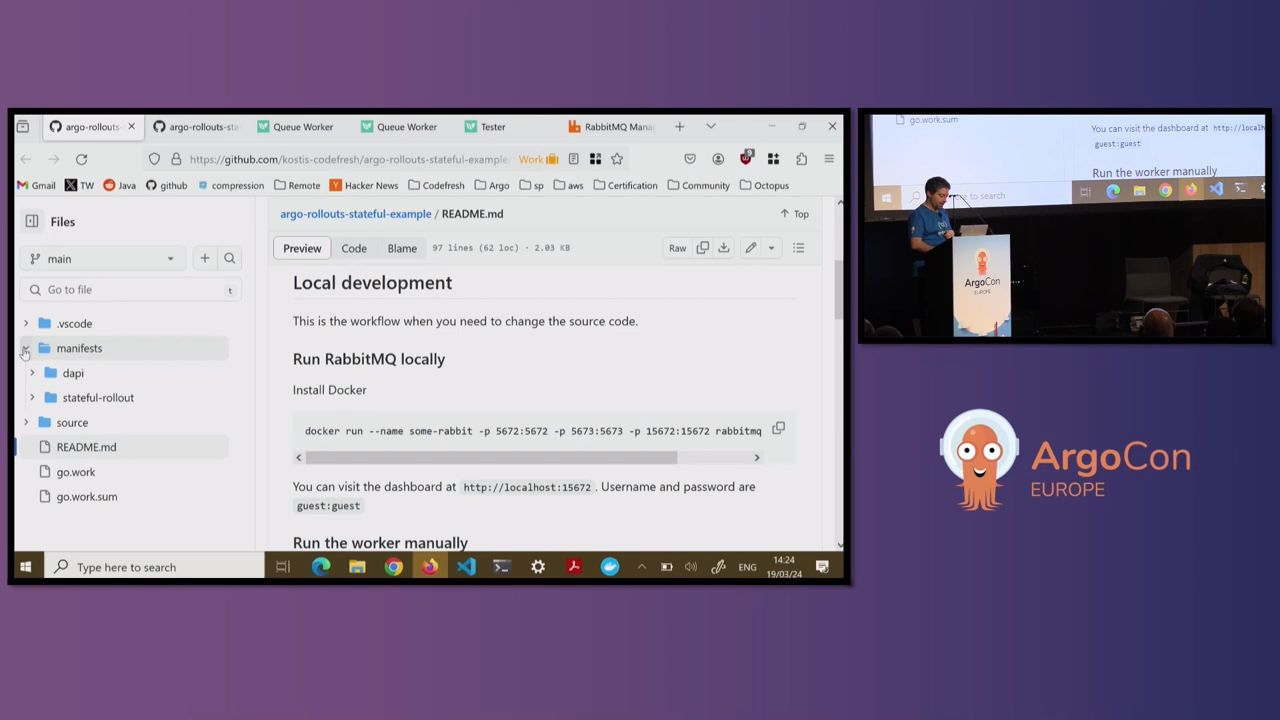 argo-rollouts-
argo-rollouts-sta
Queue Worker
Queue Worker
Tester
RabbitMQ Mana
https://github.com/kostis-codefresh/argo-rollouts-stateful-example/
Work
9
Gmail
TW
Java
github
compression
Remote
Hacker News
Codefresh
Argo
sp
aws
Certification
Community
Octopus
Files
argo-rollouts-stateful-example / README.md
Top
main
Preview
Code
Blame
97 lines (62 loc) · 2.03 KB
Raw
Go to file
t
.vscode
manifests
dapi
stateful-rollout
source
README.md
go.work
go.work.sum
Local development
This is the workflow when you need to change the source code.
Run RabbitMQ locally
Install Docker
docker run --name some-rabbit -p 5672:5672 -p 5673:5673 -p 15672:15672 rabbitmq
You can visit the dashboard at http://localhost:15672. Username and password are
guest:guest
Run the worker manually
Type here to search
ENG
14:24
19/03/24
go.work.sum
You can visit the dashboard at http://localh
guest:guest
Run the worker manually
to search
ArgoCon
EUROPE
ArgoCon
EUROPE